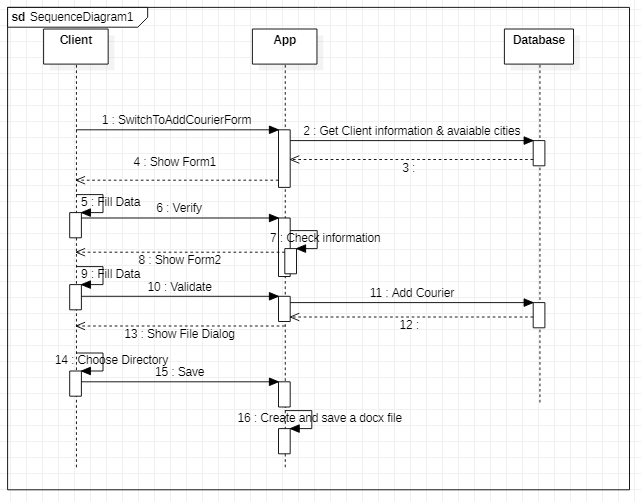 sd SequenceDiagram1
Client
App
Database
1 : SwitchToAddCourierForm
2 : Get Client information & avaiable cities
3 :
4 : Show Form1
5 : Fill Data
6 : Verify
7 : Check information
8 : Show Form2
9 : Fill Data
10 : Validate
11 : Add Courier
12 :
13 : Show File Dialog
14 : Choose Directory
15 : Save
16 : Create and save a docx file